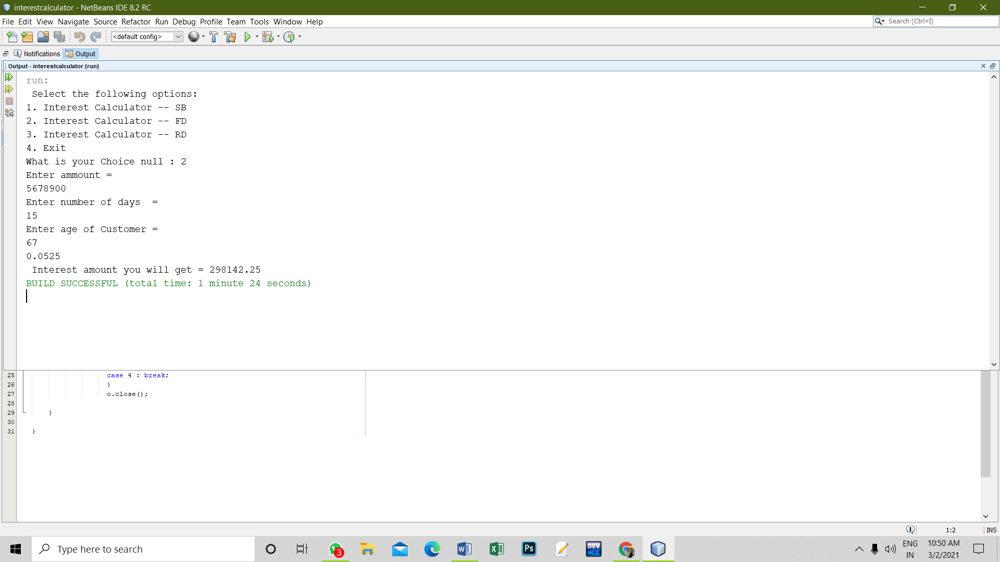 interestcalculator - NetBeans IDE 8.2 RC
File Edit View Navigate Source Refactor Run Debug Profile Team Tools Window Help
Search (Ctrl+I)
<default config>
Notifications Output
Output - interestcalculator (run)
run:
Select the following options:
1. Interest Calculator -- SB
2. Interest Calculator -- FD
3. Interest Calculator -- RD
4. Exit
What is your Choice null : 2
Enter ammount =
5678900
Enter number of days  =
15
Enter age of Customer =
67
0.0525
Interest amount you will get = 298142.25
BUILD SUCCESSFUL (total time: 1 minute 24 seconds)
25 case 4 : break;
26 }
27 o.close();
28
29 }
30
31 }
1:2 INS
Type here to search
3
Ps
DEV C++
ENG
IN
10:50 AM
3/2/2021